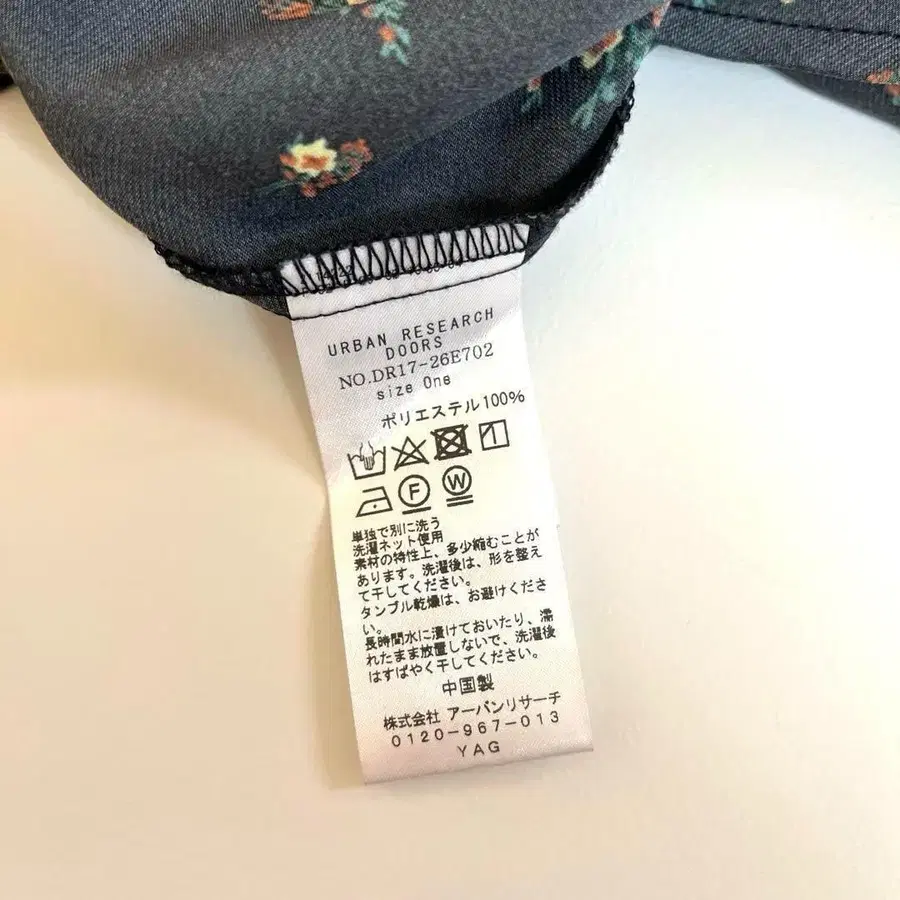 URBAN RESEARCH
DOORS
NO.DR17-26E702
size One
ポリエステル100%
F W
単独で別に洗う
洗濯ネット使用
素材の特性上、多少縮むことが
あります。洗濯後は、形を整え
て干してください。
タンブル乾燥は、お避けくださ
い。
長時間水に漬けておいたり、濡
れたまま放置しないで、洗濯後
はすばやく干してください。
中国製
株式会社 アーバンリサーチ
0120-967-013
YAG